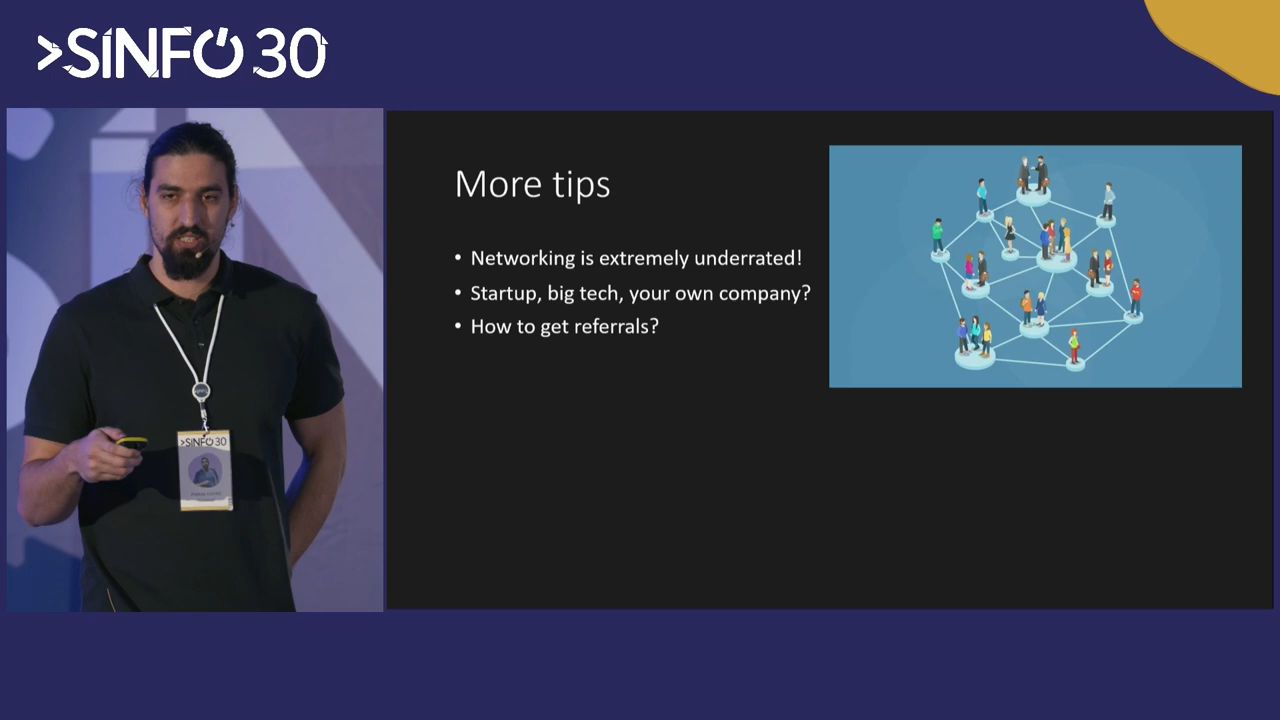 >SINFO 30
More tips
• Networking is extremely underrated!
• Startup, big tech, your own company?
• How to get referrals?
>SINFO 30